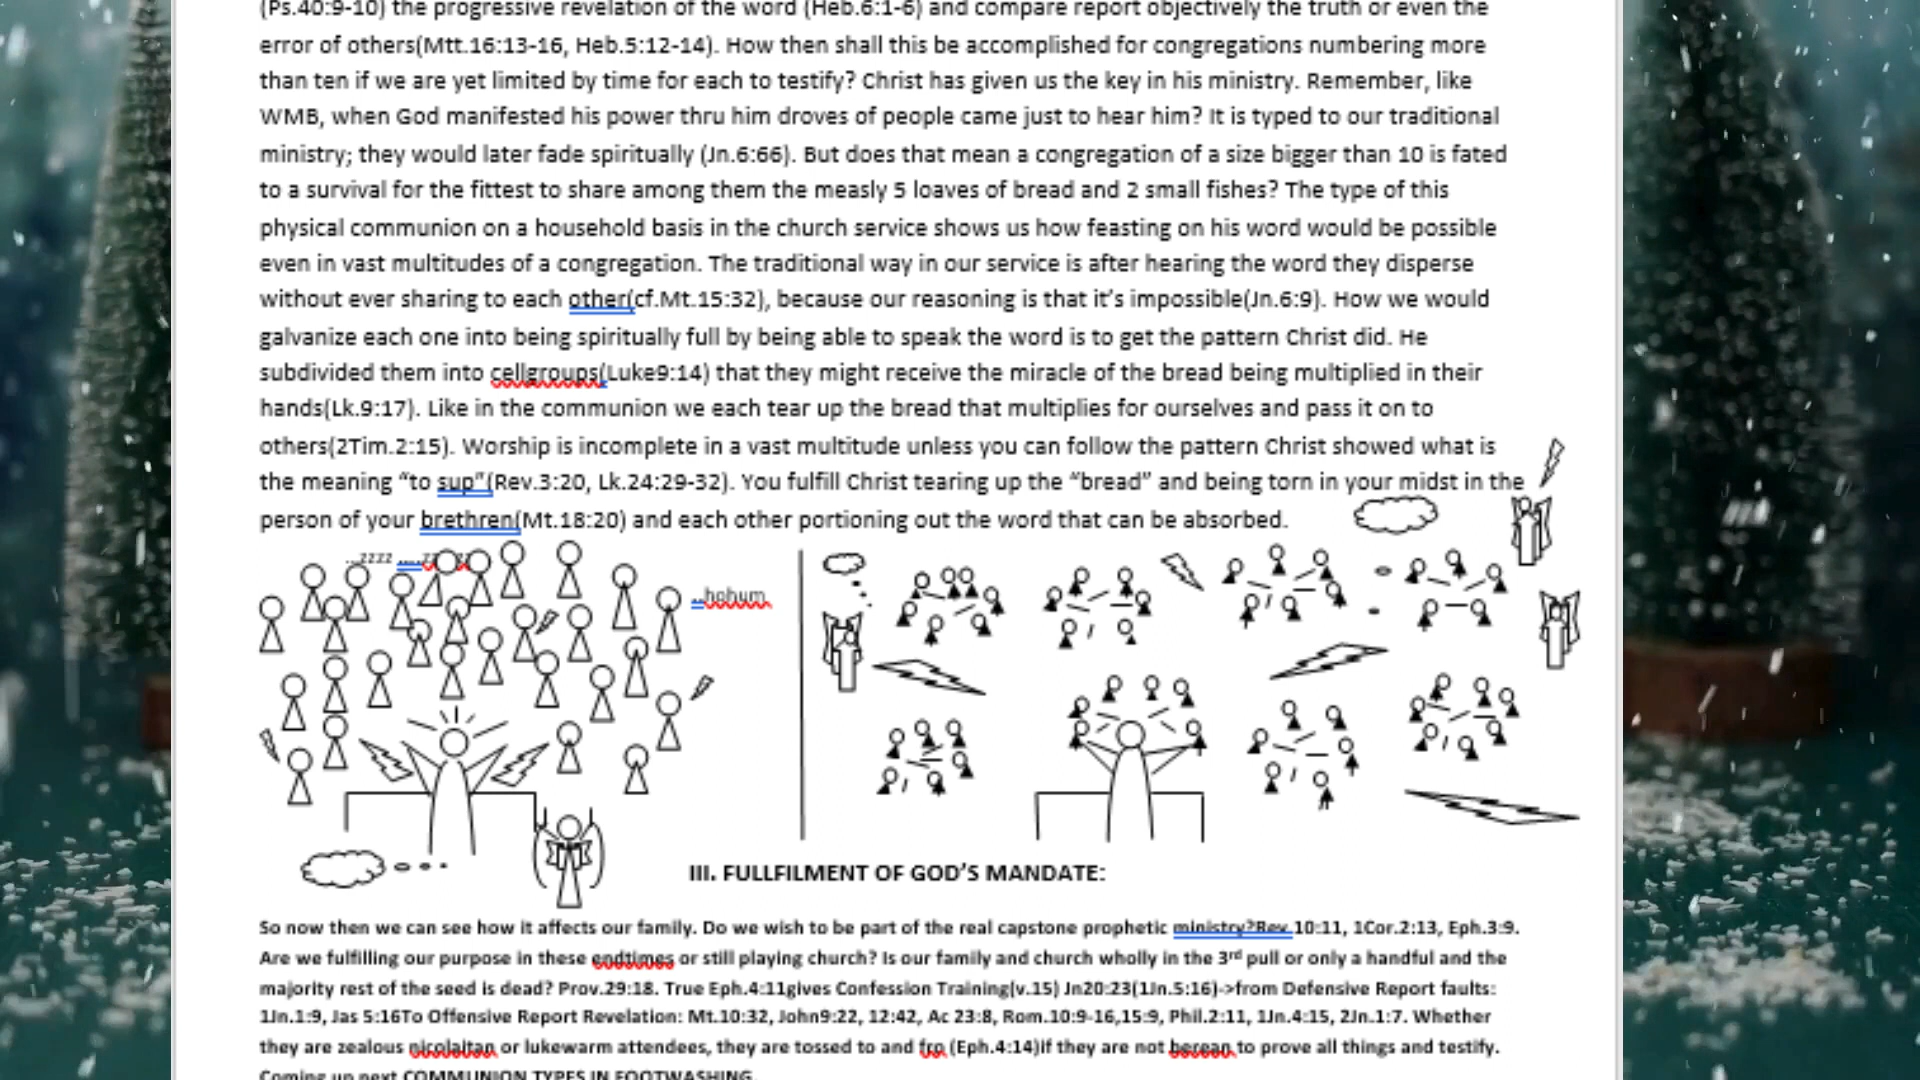 (Ps.40:9-10) the progressive revelation of the word (Heb.6:1-6) and compare report objectively the truth or even the
error of others(Mtt.16:13-16, Heb.5:12-14). How then shall this be accomplished for congregations numbering more
than ten if we are yet limited by time for each to testify? Christ has given us the key in his ministry. Remember, like
WMB, when God manifested his power thru him droves of people came just to hear him? It is typed to our traditional
ministry; they would later fade spiritually (Jn.6:66). But does that mean a congregation of a size bigger than 10 is fated
to a survival for the fittest to share among them the measly 5 loaves of bread and 2 small fishes? The type of this
physical communion on a household basis in the church service shows us how feasting on his word would be possible
even in vast multitudes of a congregation. The traditional way in our service is after hearing the word they disperse
without ever sharing to each other(cf.Mt.15:32), because our reasoning is that it’s impossible(Jn.6:9). How we would
galvanize each one into being spiritually full by being able to speak the word is to get the pattern Christ did. He
subdivided them into cellgroups(Luke9:14) that they might receive the miracle of the bread being multiplied in their
hands(Lk.9:17). Like in the communion we each tear up the bread that multiplies for ourselves and pass it on to
others(2Tim.2:15). Worship is incomplete in a vast multitude unless you can follow the pattern Christ showed what is
the meaning “to sup”(Rev.3:20, Lk.24:29-32). You fulfill Christ tearing up the “bread” and being torn in your midst in the
person of your brethren(Mt.18:20) and each other portioning out the word that can be absorbed.
...zzzz
...hohum
III. FULLFILMENT OF GOD’S MANDATE:
So now then we can see how it affects our family. Do we wish to be part of the real capstone prophetic ministry?Rev.10:11, 1Cor.2:13, Eph.3:9.
Are we fulfilling our purpose in these endtimes or still playing church? Is our family and church wholly in the 3rd pull or only a handful and the
majority rest of the seed is dead? Prov.29:18. True Eph.4:11gives Confession Training(v.15) Jn20:23(1Jn.5:16)->from Defensive Report faults:
1Jn.1:9, Jas 5:16To Offensive Report Revelation: Mt.10:32, John9:22, 12:42, Ac 23:8, Rom.10:9-16,15:9, Phil.2:11, 1Jn.4:15, 2Jn.1:7. Whether
they are zealous nicolaitan or lukewarm attendees, they are tossed to and fro (Eph.4:14)if they are not berean to prove all things and testify.
Coming up next COMMUNION TYPES IN FOOTWASHING.